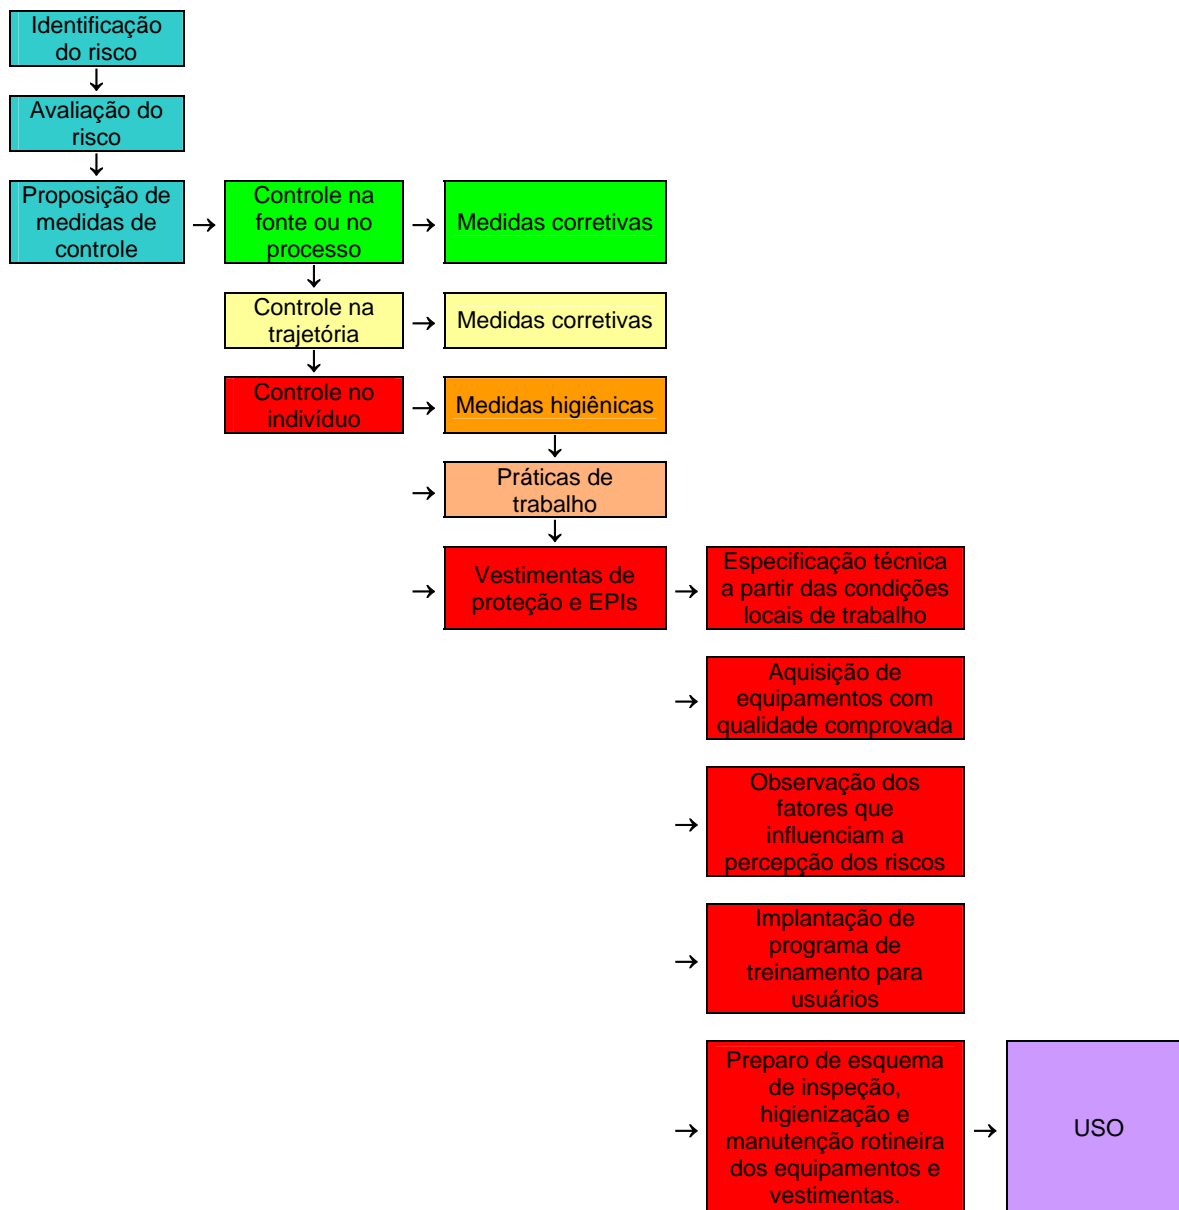 Identificação
do risco
Avaliação do
risco
Proposição de
medidas de
controle
Controle na
fonte ou no
processo
Medidas corretivas
Controle na
trajetória
Medidas corretivas
Controle no
indivíduo
Medidas higiênicas
Práticas de
trabalho
Vestimentas de
proteção e EPIs
Especificação técnica
a partir das condições
locais de trabalho
Aquisição de
equipamentos com
qualidade comprovada
Observação dos
fatores que
influenciam a
percepção dos riscos
Implantação de
programa de
treinamento para
usuários
Preparo de esquema
de inspeção,
higienização e
manutenção rotineira
dos equipamentos e
vestimentas.
USO